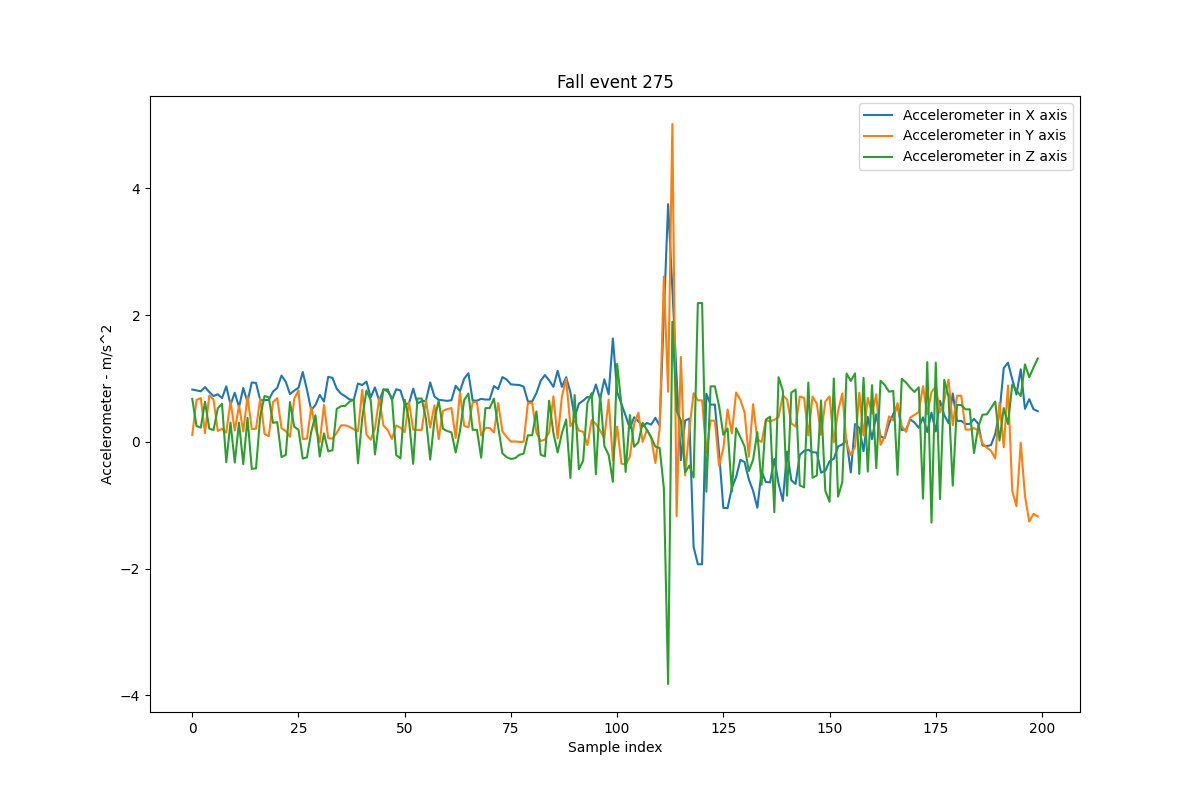 Fall event 275
Accelerometer in X axis
Accelerometer in Y axis
Accelerometer in Z axis
Accelerometer - m/s^2
4
2
0
−2
−4
0 25 50 75 100 125 150 175 200
Sample index